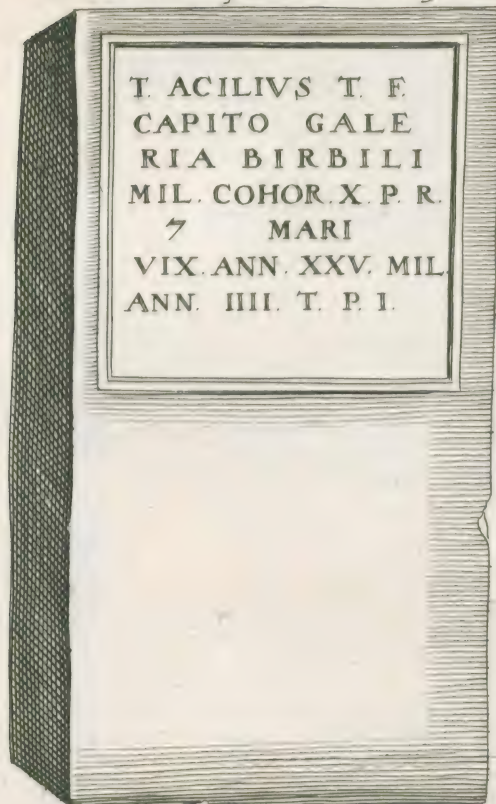 T. ACILIVS T. F.
CAPITO GALE
RIA BIRBILI
MIL. COHOR. X. P. R.
7 MARI
VIX. ANN. XXV. MIL.
ANN. IIII. T. P. I.